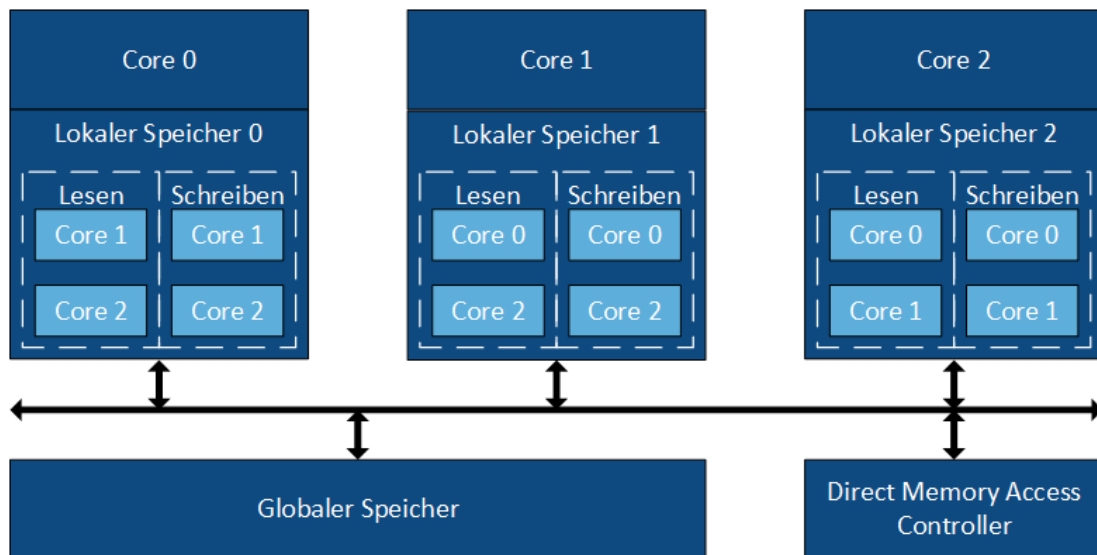 Core 0
Lokaler Speicher 0
Lesen
Schreiben
Core 1
Core 1
Core 2
Core 2
Core 1
Lokaler Speicher 1
Lesen
Schreiben
Core 0
Core 0
Core 2
Core 2
Core 2
Lokaler Speicher 2
Lesen
Schreiben
Core 0
Core 0
Core 1
Core 1
Globaler Speicher
Direct Memory Access
Controller